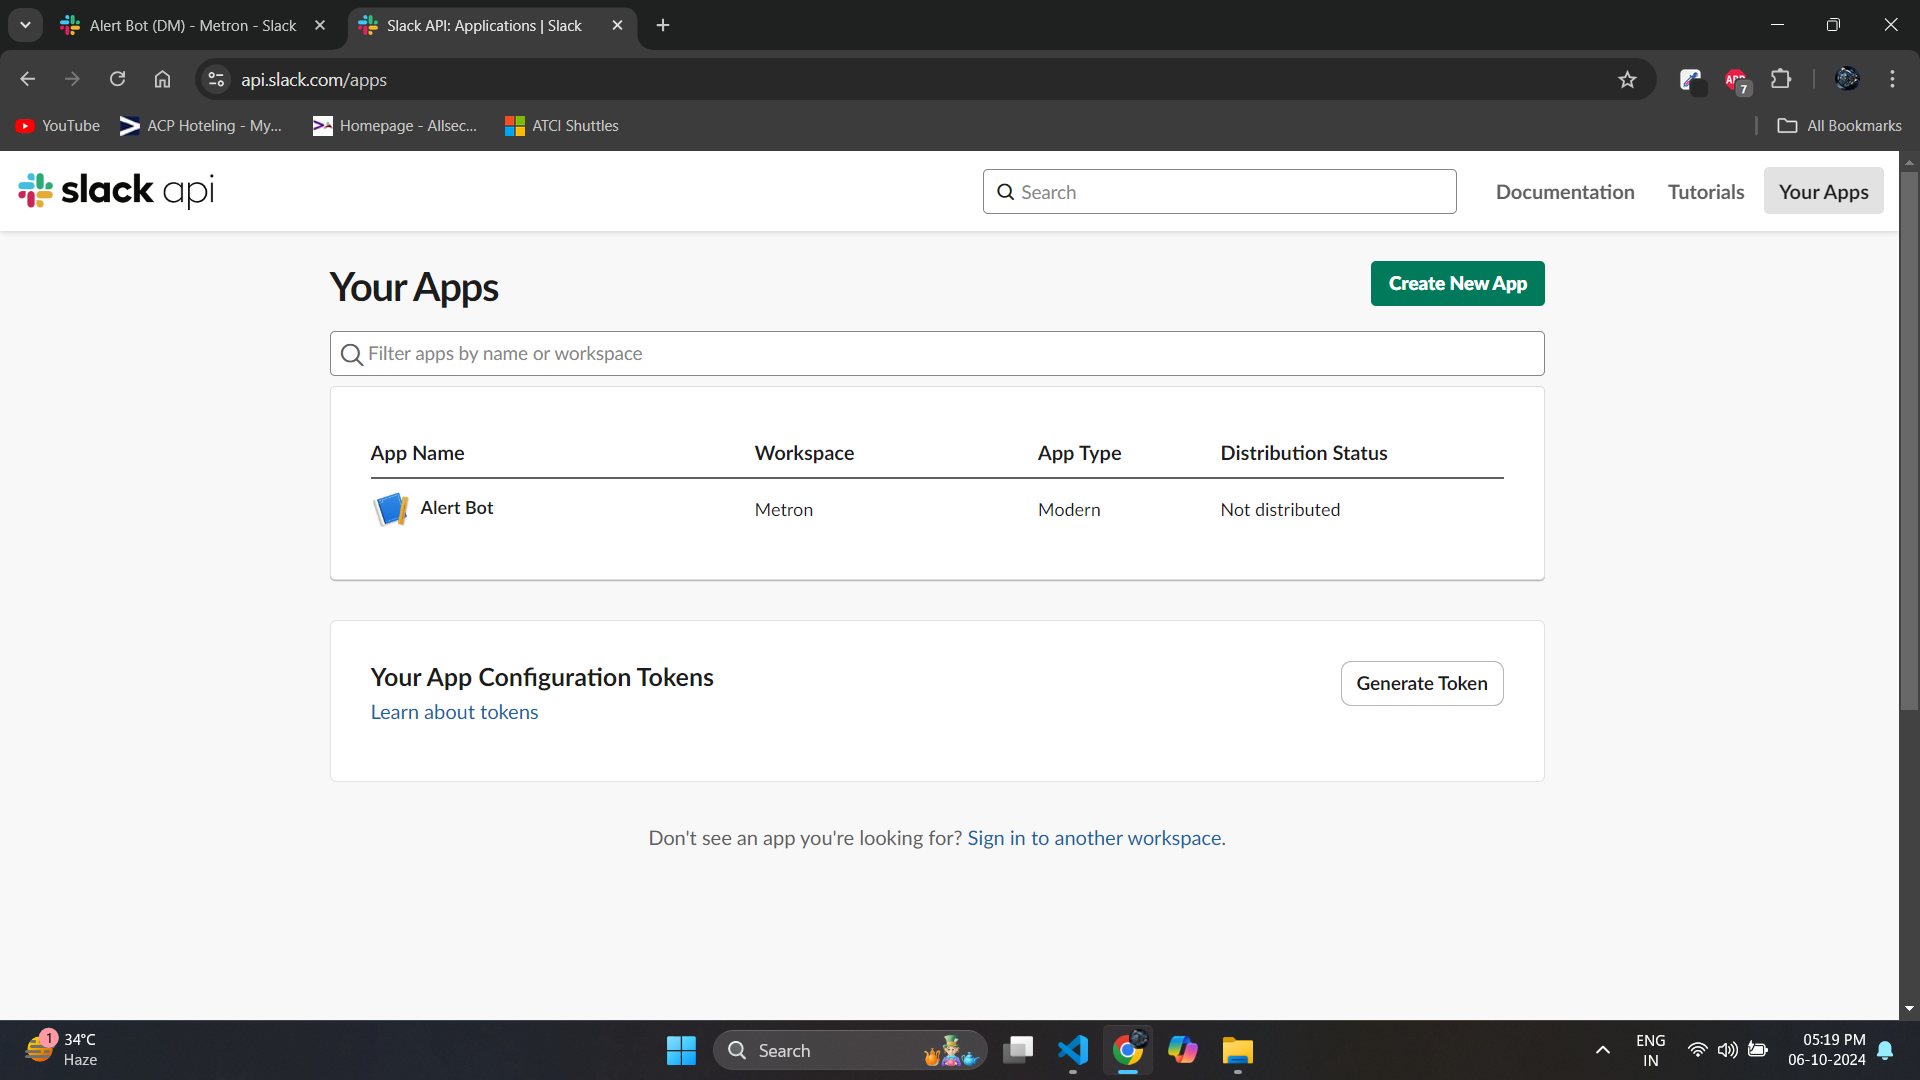 Alert Bot (DM) - Metron - Slack
Slack API: Applications | Slack
api.slack.com/apps
ABP
7
YouTube
ACP Hoteling - My...
Homepage - Allsec...
ATCI Shuttles
All Bookmarks
slack api
Search
Documentation
Tutorials
Your Apps
Your Apps
Create New App
Filter apps by name or workspace
App Name Workspace App Type Distribution Status
Alert Bot Metron Modern Not distributed
Your App Configuration Tokens
Generate Token
Learn about tokens
Don't see an app you're looking for? Sign in to another workspace.
1
34°C
Haze
Search
ENG
IN
05:19 PM
06-10-2024